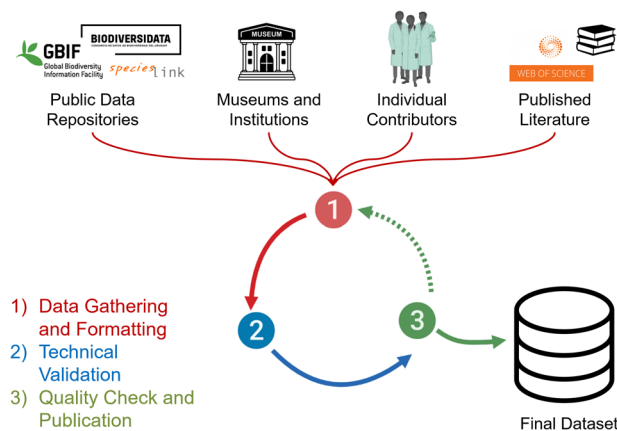 GBIF
Global Biodiversity
Information Facility
BIODIVERSIDATA
species link
MUSEUM
WEB OF SCIENCE
Public Data
Repositories
Museums and
Institutions
Individual
Contributors
Published
Literature
1
2
3
1) Data Gathering
and Formatting
2) Technical
Validation
3) Quality Check and
Publication
Final Dataset